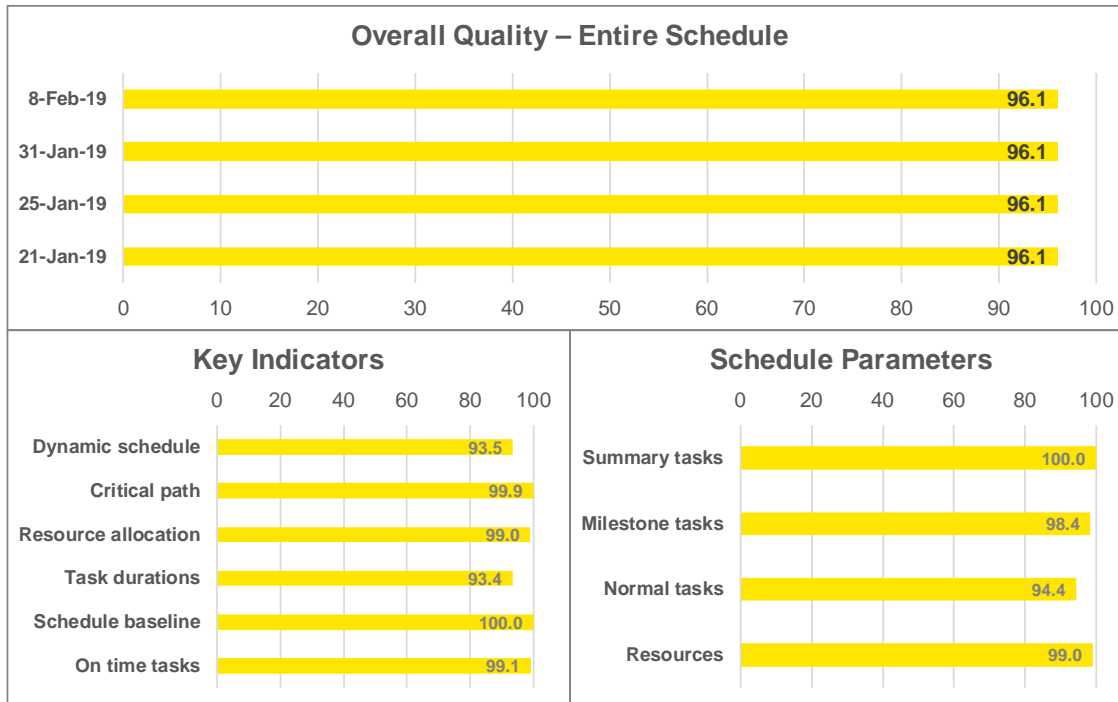 Overall Quality – Entire Schedule
8-Feb-19 96.1
31-Jan-19 96.1
25-Jan-19 96.1
21-Jan-19 96.1
0 10 20 30 40 50 60 70 80 90 100
Key Indicators
0 20 40 60 80 100
Dynamic schedule 93.5
Critical path 99.9
Resource allocation 99.0
Task durations 93.4
Schedule baseline 100.0
On time tasks 99.1
Schedule Parameters
0 20 40 60 80 100
Summary tasks 100.0
Milestone tasks 98.4
Normal tasks 94.4
Resources 99.0